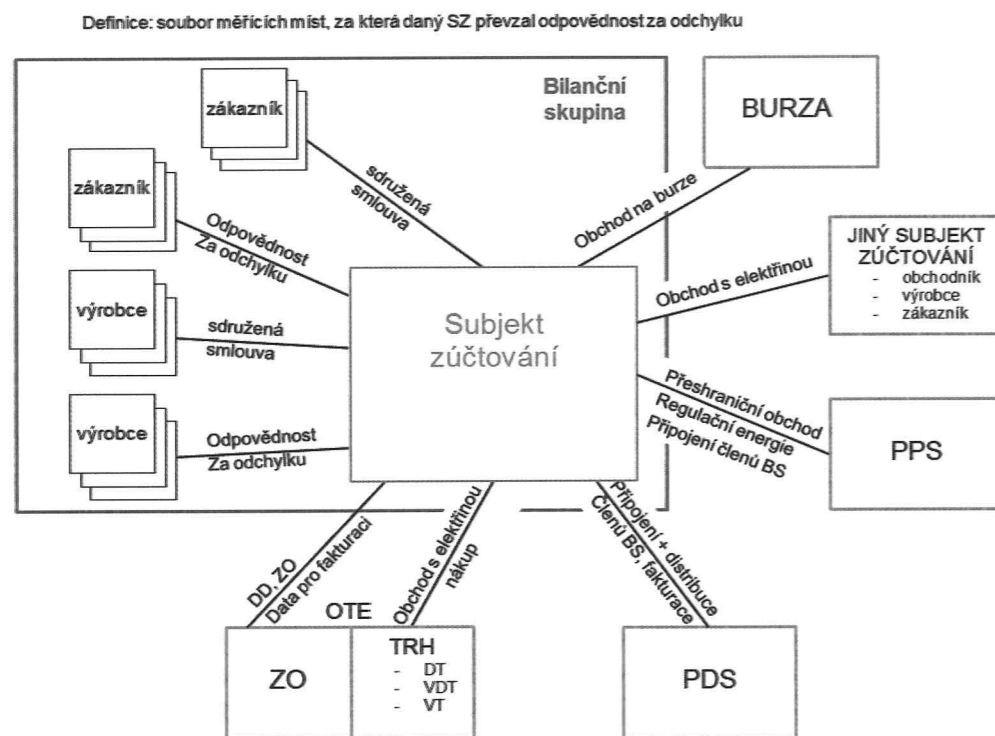 Definice: soubor měřících míst, za která daný SZ převzal odpovědnost za odchylku
zákazník
Bilanční
skupina
BURZA
zákazník
sdružená
smlouva
Obchod na burze
Odpovědnost
Za odchylku
JINÝ SUBJEKT
ZÚČTOVÁNÍ
- obchodník
- výrobce
- zákazník
Obchod s elektřinou
výrobce
sdružená
smlouva
Subjekt
zúčtování
Přeshraniční obchod
Regulační energie
Připojení členů BS
PPS
výrobce
Odpovědnost
Za odchylku
DD, ZO
Data pro fakturaci
Obchod s elektřinou
nákup
Připojení + distribuce
Členů BS, fakturace
OTE
ZO
TRH
- DT
- VDT
- VT
PDS